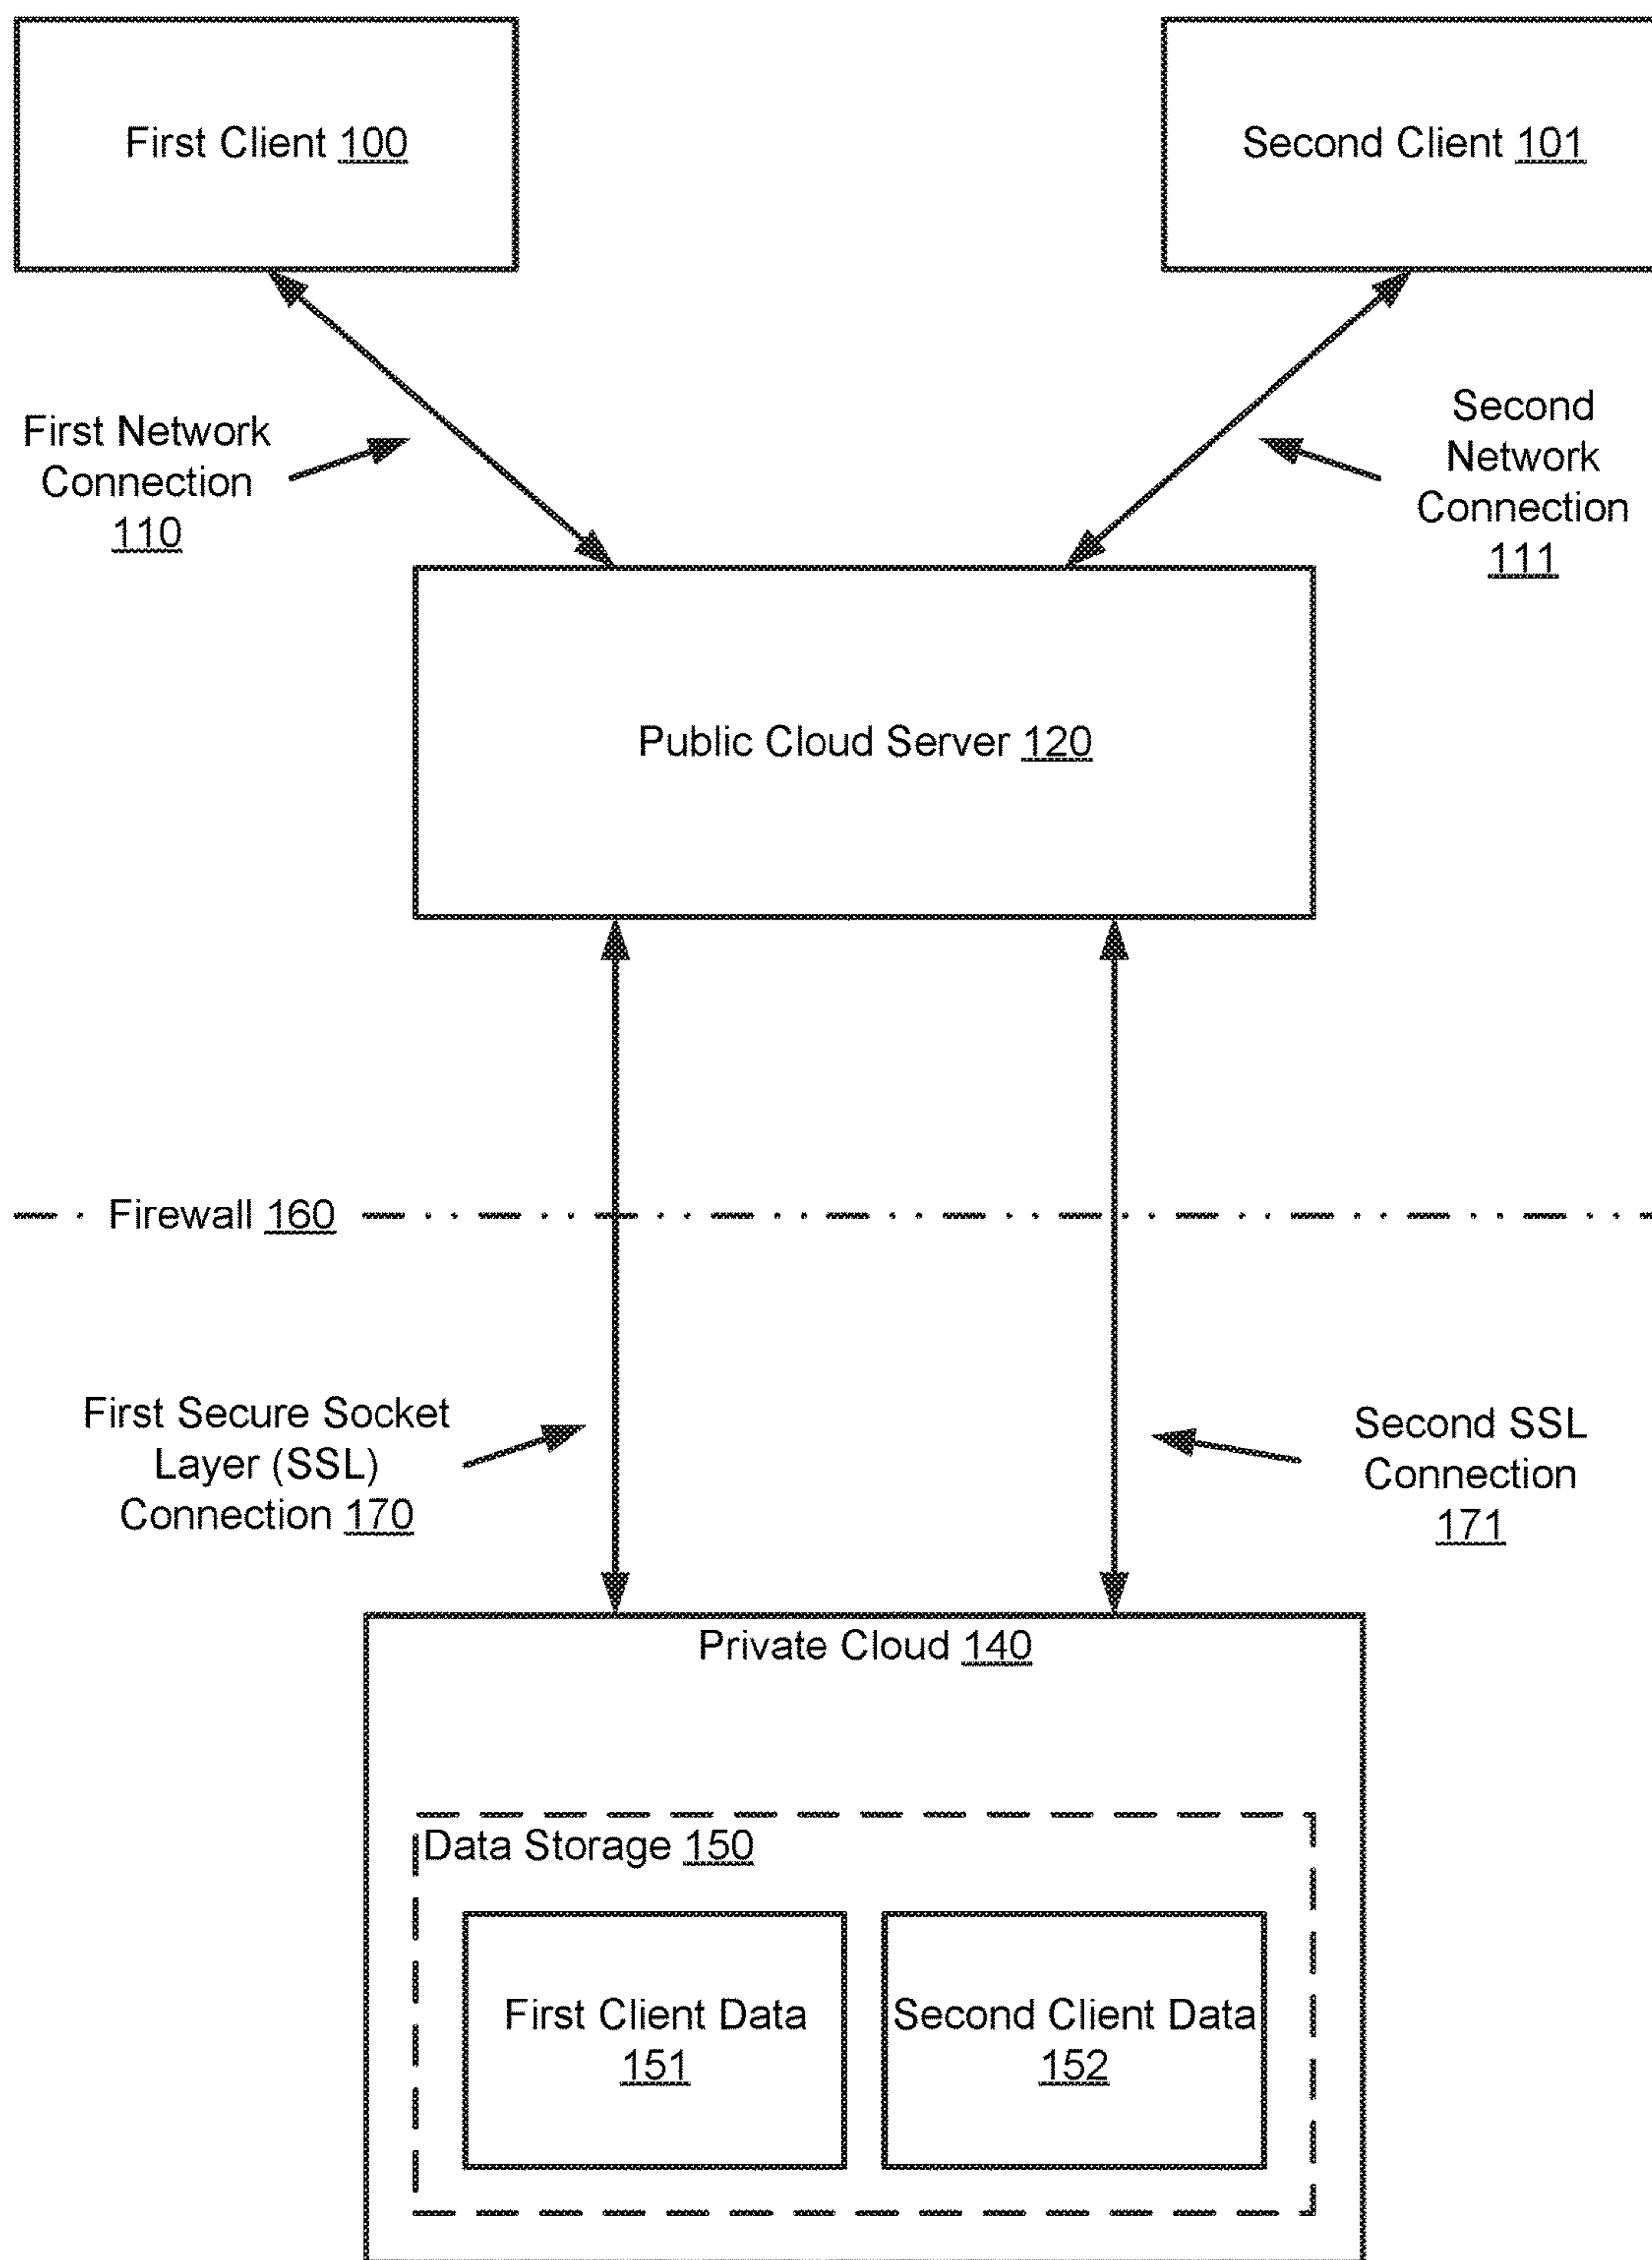 First Client 100
Second Client 101
First Network
Connection
110
Second
Network
Connection
111
Public Cloud Server 120
Firewall 160
First Secure Socket
Layer (SSL)
Connection 170
Second SSL
Connection
171
Private Cloud 140
Data Storage 150
First Client Data
151
Second Client Data
152